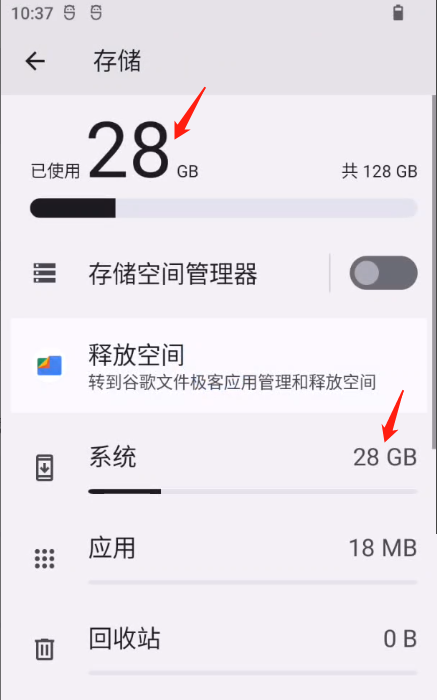 10:37
存储
已使用 28 GB 共 128 GB
存储空间管理器
释放空间
转到谷歌文件极客应用管理和释放空间
系统 28 GB
应用 18 MB
回收站 0 B